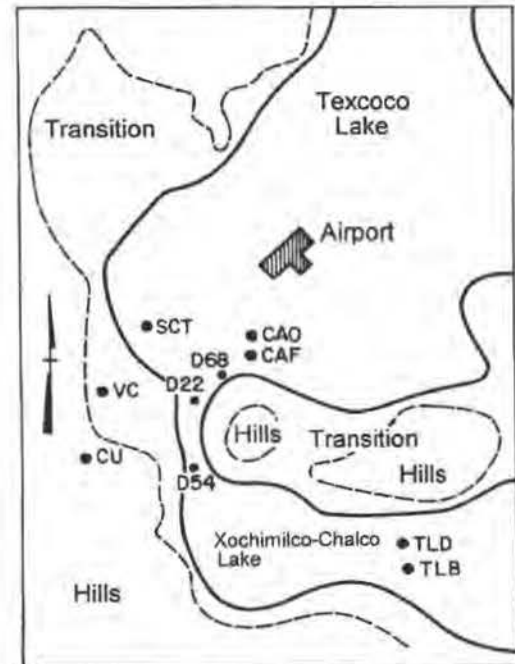 Texcoco
Lake
Transition
Airport
SCT
CAO
CAF
D68
D22
VC
Hills
Transition
Hills
CU
D54
Xochimilco-Chalco
Lake
TLD
TLB
Hills